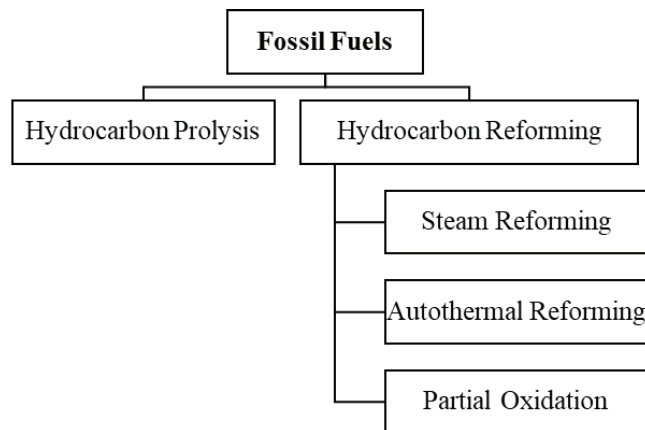 Fossil Fuels
Hydrocarbon Prolysis
Hydrocarbon Reforming
Steam Reforming
Autothermal Reforming
Partial Oxidation